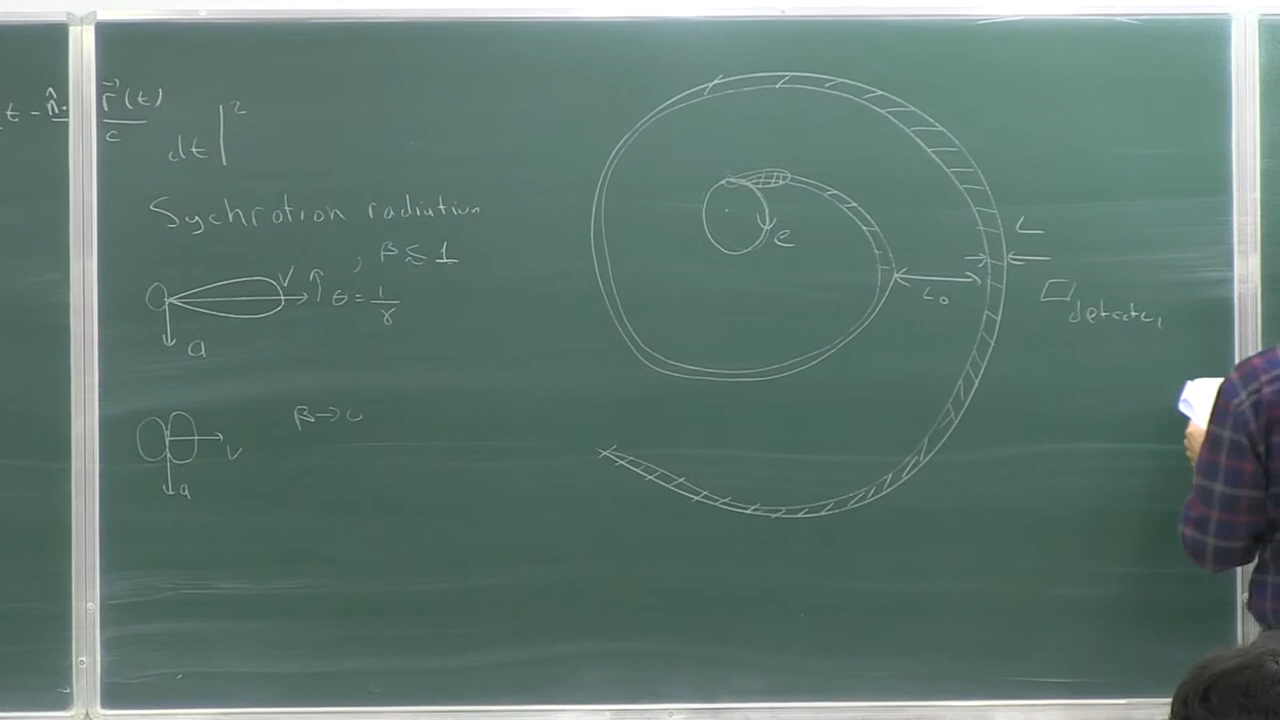 t - n̂· r⃗(t)
c
dt |²
Sychrotron radiation
, β ≲ 1
v
θ = 1/γ
a
β → 0
v
a
e
L
L₀
detector